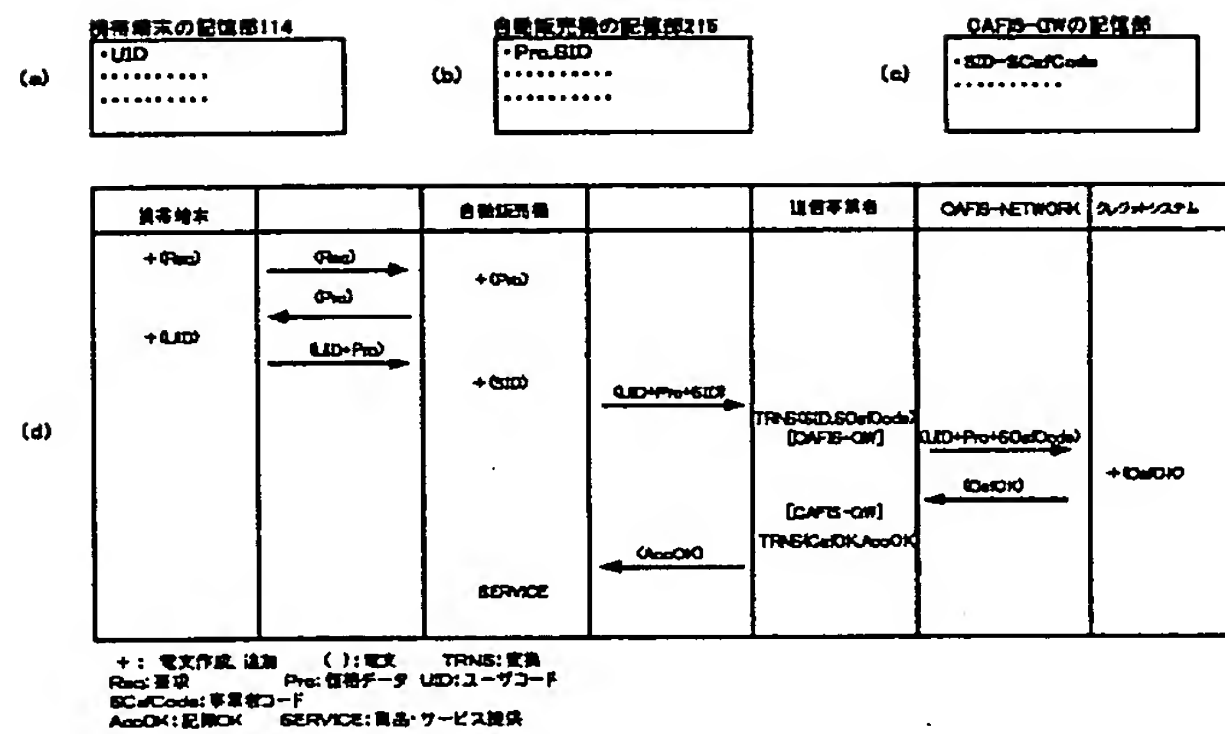 携帯端末の記憶部114
自動販売機の記憶部215
CAFIS-GWの記憶部
(a)
・UID
(b)
・Pro.SID
(c)
・SID-SCafCode
携帯端末
自動販売機
通信事業者
CAFIS-NETWORK
クレジットシステム
+(Req)
(Req)
+(Pro)
(Pro)
+(UID)
(UID+Pro)
+(SID)
(UID+Pro+SID)
TRNS(SID.SCafCode)
(d)
[CAFIS-GW]
(UID+Pro+SCafCode)
+(CafOK)
(CafOK)
[CAFIS-GW]
TRNS(CafOK.AccOK)
(AccOK)
SERVICE
+: 電文作成、追加 ( ):電文 TRNS:変換
Req:要求 Pro:価格データ UID:ユーザコード
SCafCode:事業者コード
AccOK:記帳OK SERVICE:商品・サービス提供